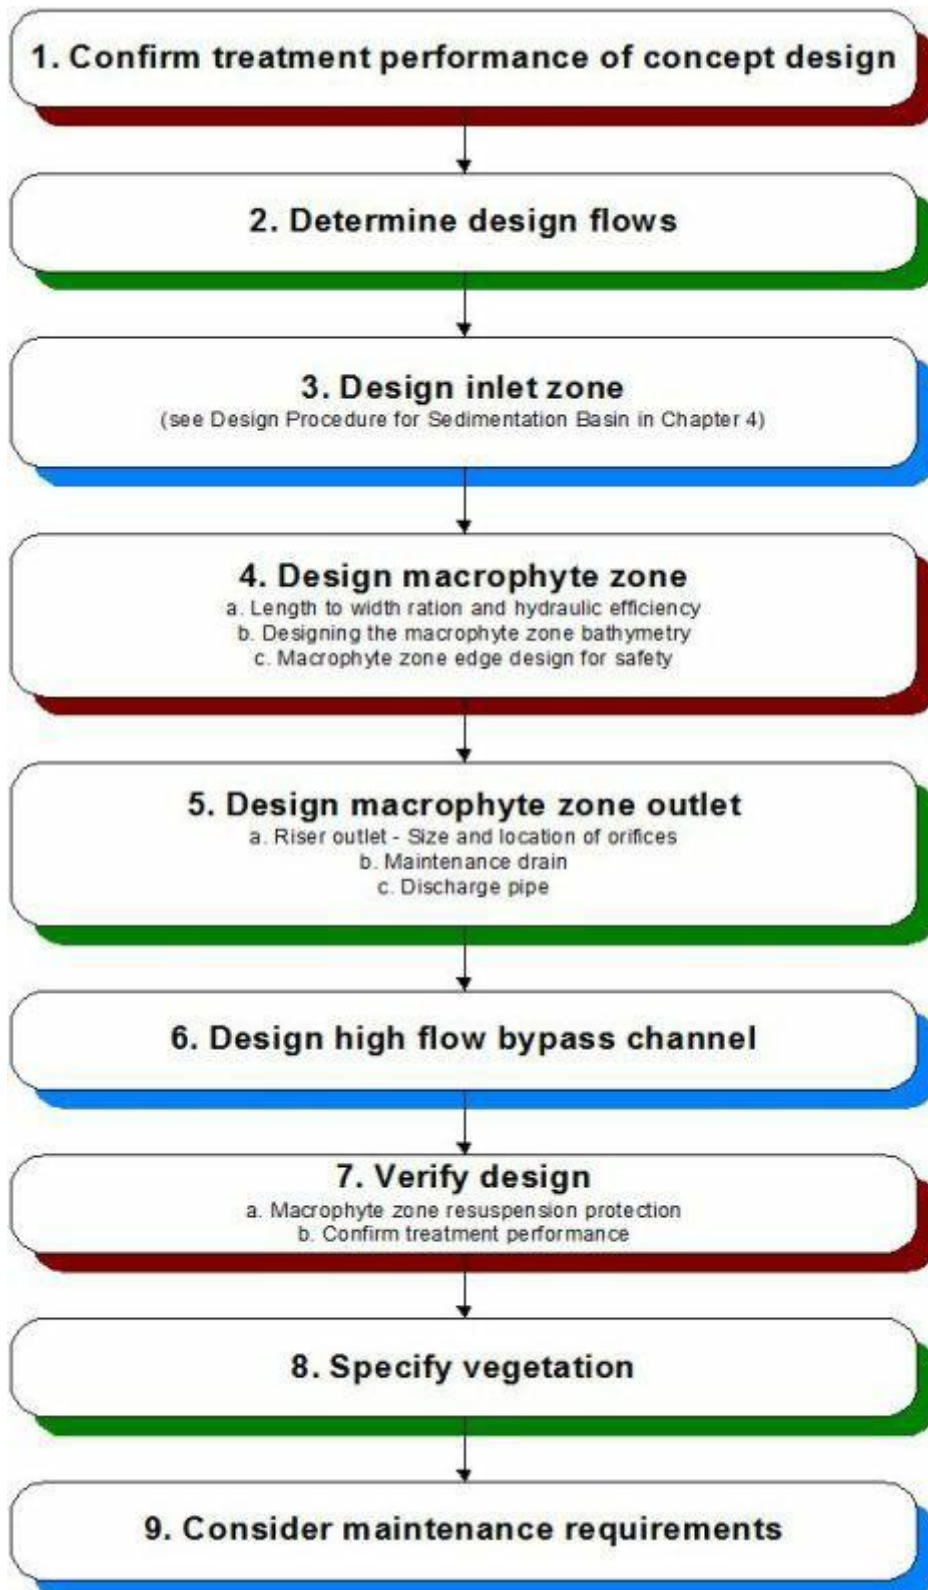 1. Confirm treatment performance of concept design
2. Determine design flows
3. Design inlet zone
(see Design Procedure for Sedimentation Basin in Chapter 4)
4. Design macrophyte zone
a. Length to width ration and hydraulic efficiency
b. Designing the macrophyte zone bathymetry
c. Macrophyte zone edge design for safety
5. Design macrophyte zone outlet
a. Riser outlet - Size and location of orifices
b. Maintenance drain
c. Discharge pipe
6. Design high flow bypass channel
7. Verify design
a. Macrophyte zone resuspension protection
b. Confirm treatment performance
8. Specify vegetation
9. Consider maintenance requirements